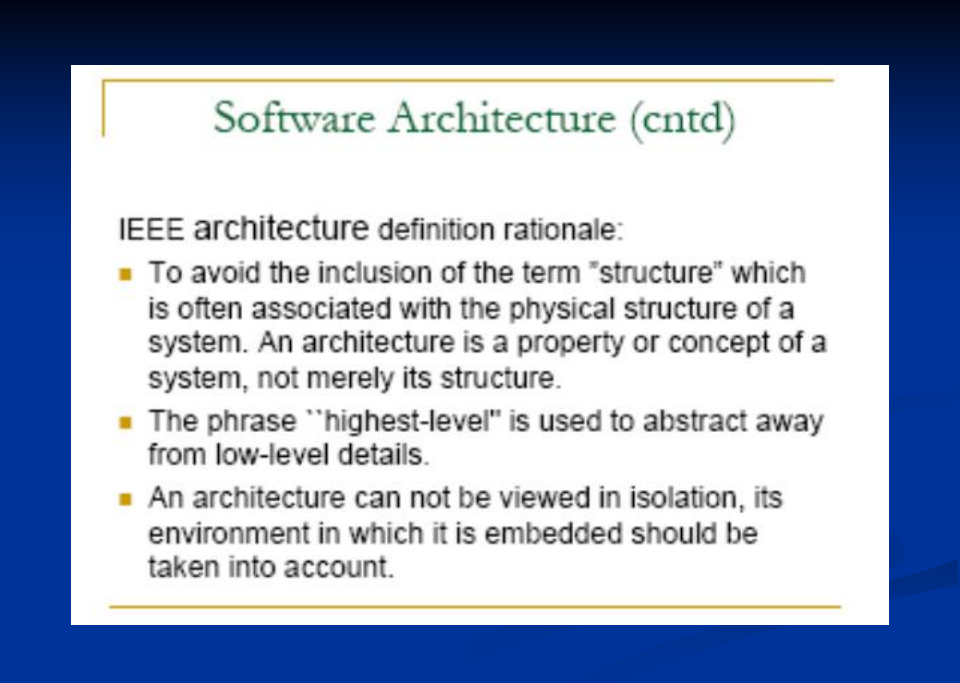 Software Architecture (cntd)
IEEE architecture definition rationale:
To avoid the inclusion of the term ”structure” which
is often associated with the physical structure of a
system. An architecture is a property or concept of a
system, not merely its structure.
The phrase ``highest-level'' is used to abstract away
from low-level details.
An architecture can not be viewed in isolation, its
environment in which it is embedded should be
taken into account.